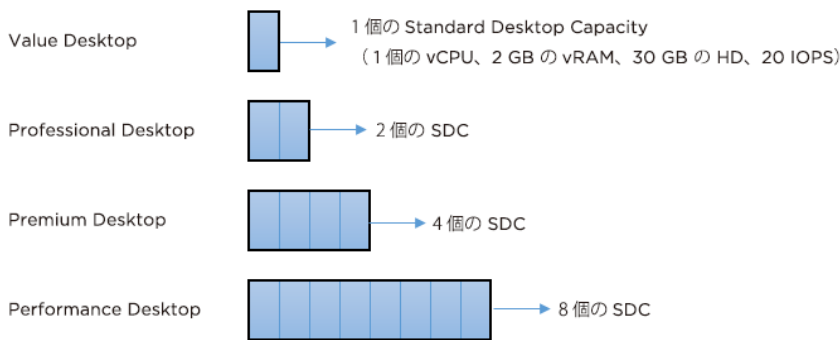 Value Desktop
1 個の Standard Desktop Capacity
（ 1 個の vCPU、2 GB の vRAM、30 GB の HD、20 IOPS）
Professional Desktop
2 個の SDC
Premium Desktop
4 個の SDC
Performance Desktop
8 個の SDC